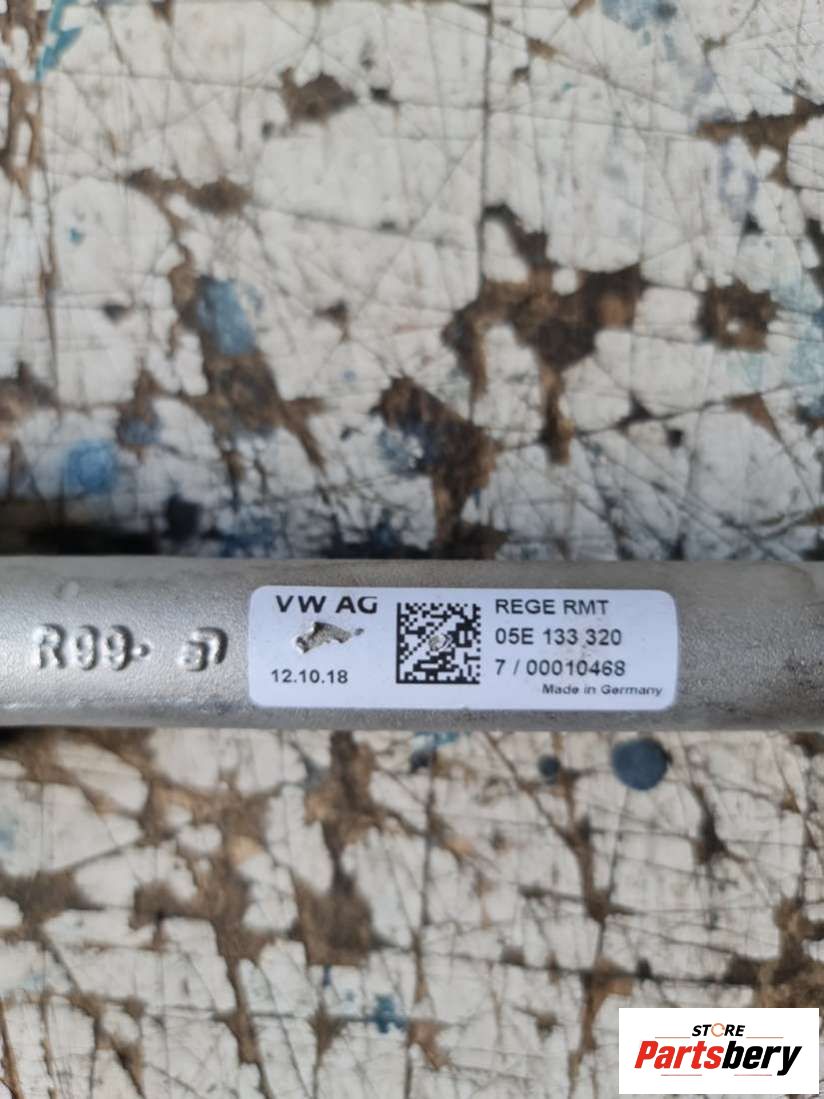 R99-
VW AG
12.10.18
REGE RMT
05E 133 320
7 / 00010468
Made in Germany
STORE
Partsbery